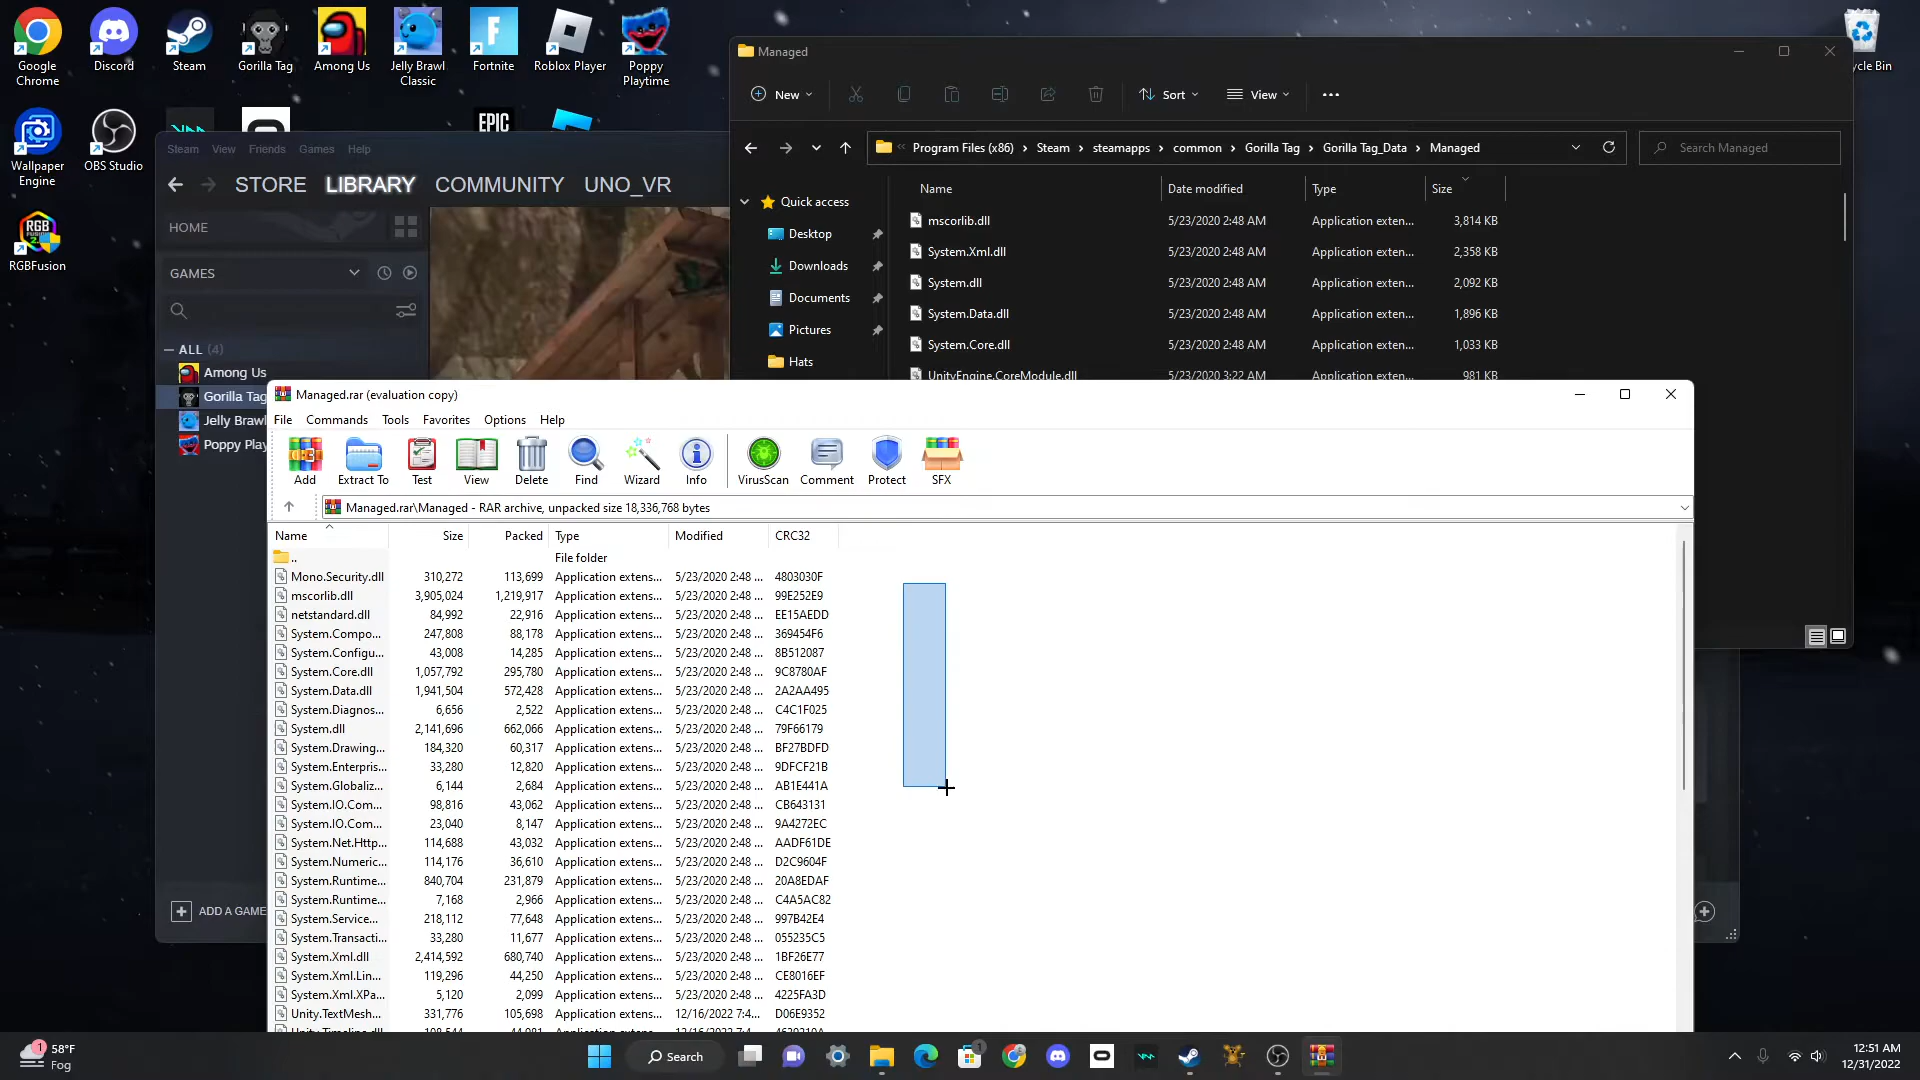 Google
Chrome
Discord
Steam
Gorilla Tag
Among Us
Jelly Brawl
Classic
Fortnite
Roblox Player
Poppy
Playtime
Wallpaper
Engine
OBS Studio
EPIC
RGB
RGBFusion
cycle Bin
Managed
New
Sort
View
Program Files (x86) > Steam > steamapps > common > Gorilla Tag > Gorilla Tag_Data > Managed
Search Managed
Quick access
Desktop
Downloads
Documents
Pictures
Hats
Name Date modified Type Size
mscorlib.dll 5/23/2020 2:48 AM Application exten... 3,814 KB
System.Xml.dll 5/23/2020 2:48 AM Application exten... 2,358 KB
System.dll 5/23/2020 2:48 AM Application exten... 2,092 KB
System.Data.dll 5/23/2020 2:48 AM Application exten... 1,896 KB
System.Core.dll 5/23/2020 2:48 AM Application exten... 1,033 KB
UnityEngine.CoreModule.dll 5/23/2020 3:22 AM Application exten... 981 KB
Steam View Friends Games Help
STORE LIBRARY COMMUNITY UNO_VR
HOME
GAMES
ALL (4)
Among Us
Gorilla Tag
Jelly Brawl
Poppy Play
ADD A GAME
Managed.rar (evaluation copy)
File Commands Tools Favorites Options Help
Add Extract To Test View Delete Find Wizard Info VirusScan Comment Protect SFX
Managed.rar\Managed - RAR archive, unpacked size 18,336,768 bytes
Name Size Packed Type Modified CRC32
.. File folder
Mono.Security.dll 310,272 113,699 Application extens... 5/23/2020 2:48 ... 4803030F
mscorlib.dll 3,905,024 1,219,917 Application extens... 5/23/2020 2:48 ... 99E252E9
netstandard.dll 84,992 22,916 Application extens... 5/23/2020 2:48 ... EE15AEDD
System.Compo... 247,808 88,178 Application extens... 5/23/2020 2:48 ... 369454F6
System.Configu... 43,008 14,285 Application extens... 5/23/2020 2:48 ... 8B512087
System.Core.dll 1,057,792 295,780 Application extens... 5/23/2020 2:48 ... 9C8780AF
System.Data.dll 1,941,504 572,428 Application extens... 5/23/2020 2:48 ... 2A2AA495
System.Diagnos... 6,656 2,522 Application extens... 5/23/2020 2:48 ... C4C1F025
System.dll 2,141,696 662,066 Application extens... 5/23/2020 2:48 ... 79F66179
System.Drawing... 184,320 60,317 Application extens... 5/23/2020 2:48 ... BF27BDFD
System.Enterpris... 33,280 12,820 Application extens... 5/23/2020 2:48 ... 9DFCF21B
System.Globaliz... 6,144 2,684 Application extens... 5/23/2020 2:48 ... AB1E441A
System.IO.Com... 98,816 43,062 Application extens... 5/23/2020 2:48 ... CB643131
System.IO.Com... 23,040 8,147 Application extens... 5/23/2020 2:48 ... 9A4272EC
System.Net.Http... 114,688 43,032 Application extens... 5/23/2020 2:48 ... AADF61DE
System.Numeric... 114,176 36,610 Application extens... 5/23/2020 2:48 ... D2C9604F
System.Runtime... 840,704 231,879 Application extens... 5/23/2020 2:48 ... 20A8EDAF
System.Runtime... 7,168 2,966 Application extens... 5/23/2020 2:48 ... C4A5AC82
System.Service... 218,112 77,648 Application extens... 5/23/2020 2:48 ... 997B42E4
System.Transacti... 33,280 11,677 Application extens... 5/23/2020 2:48 ... 055235C5
System.Xml.dll 2,414,592 680,740 Application extens... 5/23/2020 2:48 ... 1BF26E77
System.Xml.Lin... 119,296 44,250 Application extens... 5/23/2020 2:48 ... CE8016EF
System.Xml.XPa... 5,120 2,099 Application extens... 5/23/2020 2:48 ... 4225FA3D
Unity.TextMesh... 331,776 105,698 Application extens... 12/16/2022 7:4... D06E9352
Unity.Timeline.dll
1
58°F
Fog
Search
12:51 AM
12/31/2022